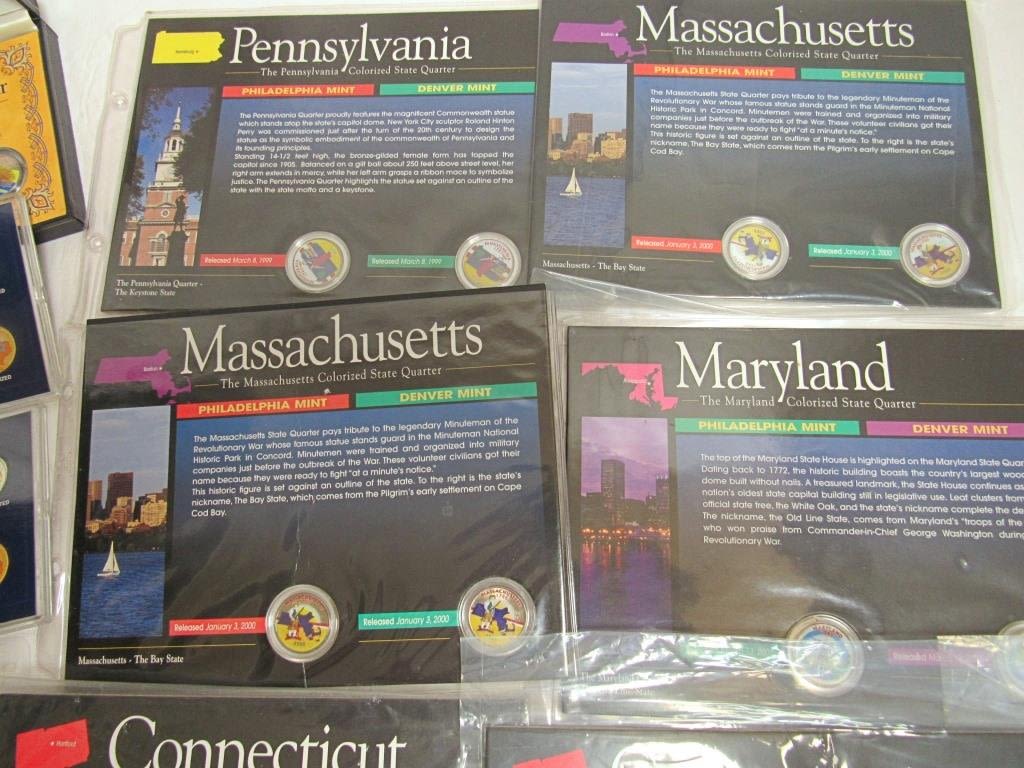 Pennsylvania
The Pennsylvania Colorized State Quarter
PHILADELPHIA MINT
DENVER MINT
The Pennsylvania Quarter proudly features the magnificent Commonwealth statue
which stands atop the state's capitol dome. New York City sculptor Roland Hinton
Perry was commissioned just after the turn of the 20th century to design the
statue as the symbolic embodiment of the commonwealth of Pennsylvania and
its founding principles.
Standing 14-1/2 feet high, the bronze-gilded female form has topped the
capitol since 1905. Balanced on a gilt ball about 250 feet above street level, her
right arm extends in mercy, while her left arm grasps a ribbon mace to symbolize
justice. The Pennsylvania Quarter highlights the statue set against an outline of the
state with the state motto and a keystone.
Released March 8, 1999
Released March 8, 1999
The Pennsylvania Quarter -
The Keystone State
Boston
Massachusetts
The Massachusetts Colorized State Quarter
PHILADELPHIA MINT
DENVER MINT
The Massachusetts State Quarter pays tribute to the legendary Minuteman of the
Revolutionary War whose famous statue stands guard in the Minuteman National
Historic Park in Concord. Minutemen were trained and organized into military
companies just before the outbreak of the War. These volunteer civilians got their
name because they were ready to fight "at a minute's notice."
This historic figure is set against an outline of the state. To the right is the state's
nickname, The Bay State, which comes from the Pilgrim's early settlement on Cape
Cod Bay.
Released January 3, 2000
Released January 3, 2000
Massachusetts - The Bay State
Boston
Massachusetts
The Massachusetts Colorized State Quarter
PHILADELPHIA MINT
DENVER MINT
The Massachusetts State Quarter pays tribute to the legendary Minuteman of the
Revolutionary War whose famous statue stands guard in the Minuteman National
Historic Park in Concord. Minutemen were trained and organized into military
companies just before the outbreak of the War. These volunteer civilians got their
name because they were ready to fight "at a minute's notice."
This historic figure is set against an outline of the state. To the right is the state's
nickname, The Bay State, which comes from the Pilgrim's early settlement on Cape
Cod Bay.
Released January 3, 2000
Released January 3, 2000
Massachusetts - The Bay State
Maryland
The Maryland Colorized State Quarter
PHILADELPHIA MINT
DENVER MINT
The top of the Maryland State House is highlighted on the Maryland State Quar
Dating back to 1772, the historic building boasts the country's largest wood
dome built without nails. A treasured landmark, the State House continues as
nation's oldest state capital building still in legislative use. Leaf clusters from
official state tree, the White Oak, and the state's nickname complete the de
The nickname, the Old Line State, comes from Maryland's "troops of the
who won praise from Commander-in-Chief George Washington during
Revolutionary War.
Released
The Maryland
Line State
Hartford
Connecticut